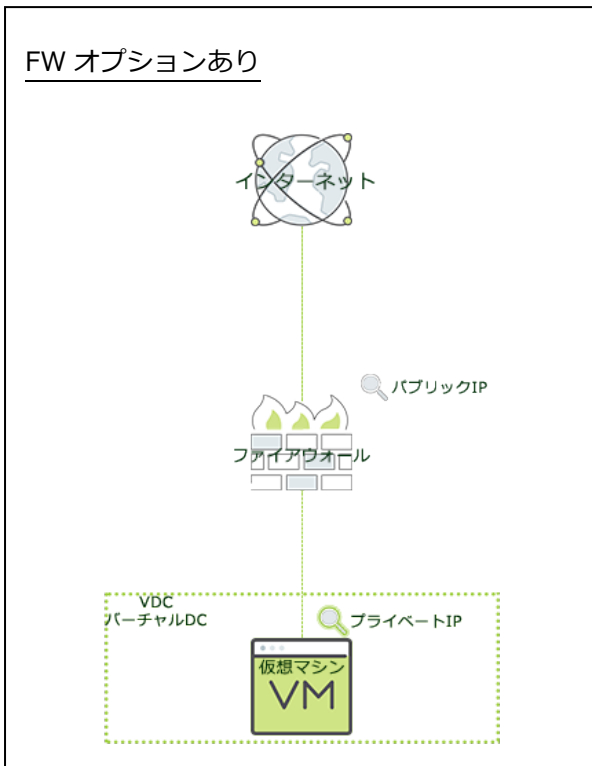 FW オプションあり
インターネット
パブリックIP
ファイアウォール
VDC
バーチャルDC
プライベートIP
仮想マシン
VM